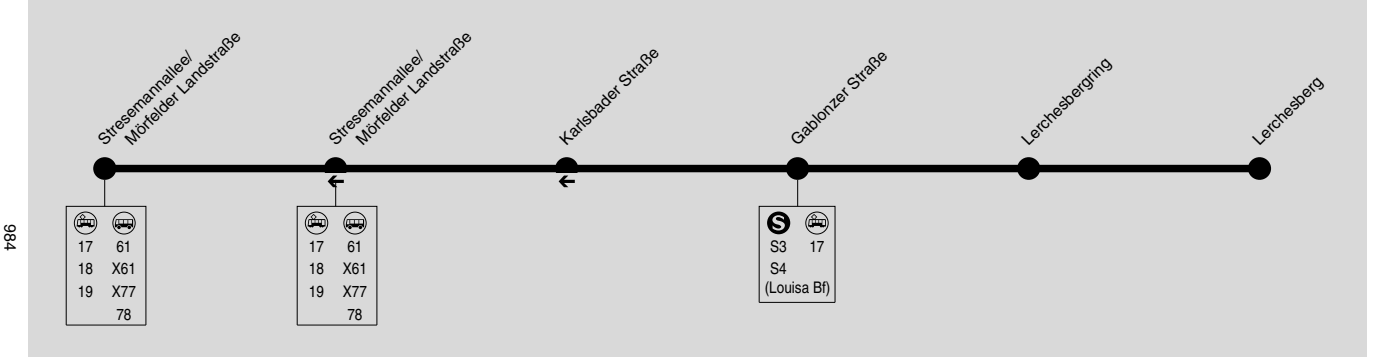 Stresemannallee/
Mörfelder Landstraße
Stresemannallee/
Mörfelder Landstraße
Karlsbader Straße
Gablonzer Straße
Lerchesbergring
Lerchesberg
17 61
18 X61
19 X77
78
17 61
18 X61
19 X77
78
S
S3 17
S4
(Louisa Bf)
984